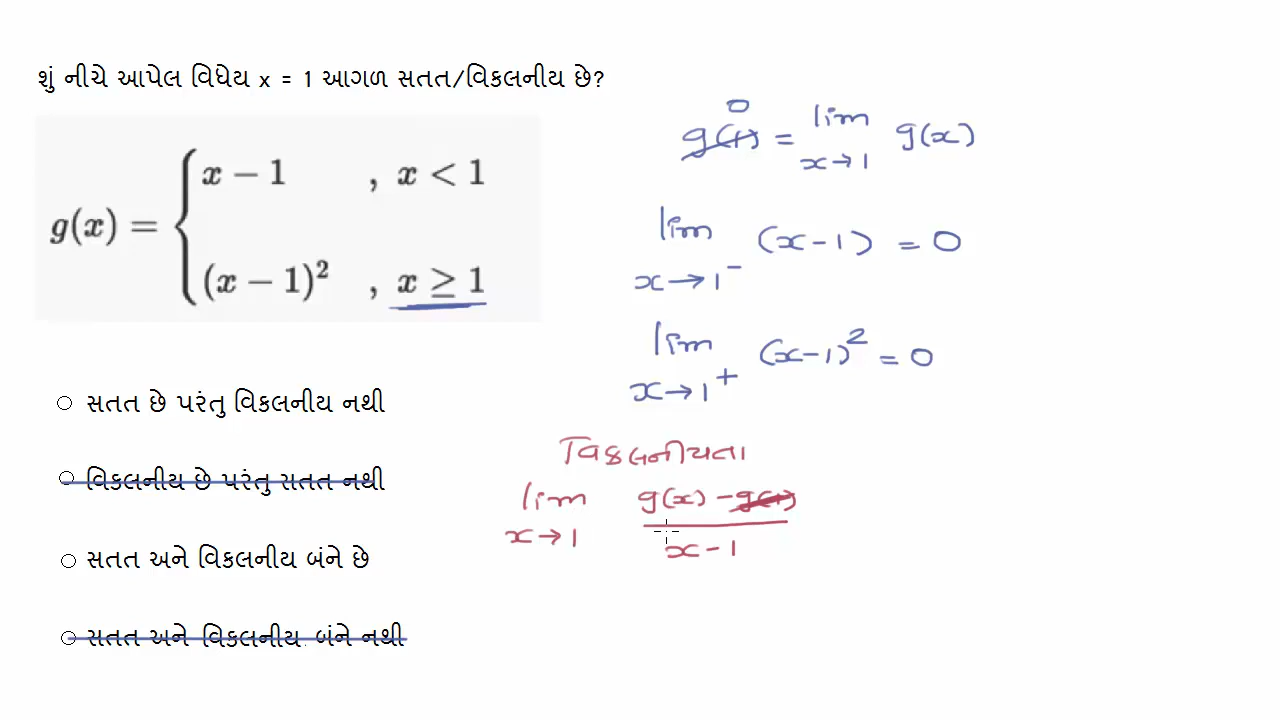 શું નીચે આપેલ વિધેય x = 1 આગળ સતત/વિકલનીય છે?
g(x) = { x − 1 , x < 1
(x − 1)² , x ≥ 1
સતત છે પરંતુ વિકલનીય નથી
વિકલનીય છે પરંતુ સતત નથી
સતત અને વિકલનીય બંને છે
સતત અને વિકલનીય બંને નથી
0
g(1) = lim x→1 g(x)
lim x→1⁻ (x−1) = 0
lim x→1⁺ (x−1)² = 0
વિકલનીયતા
lim x→1 g(x) − g(1)
x − 1